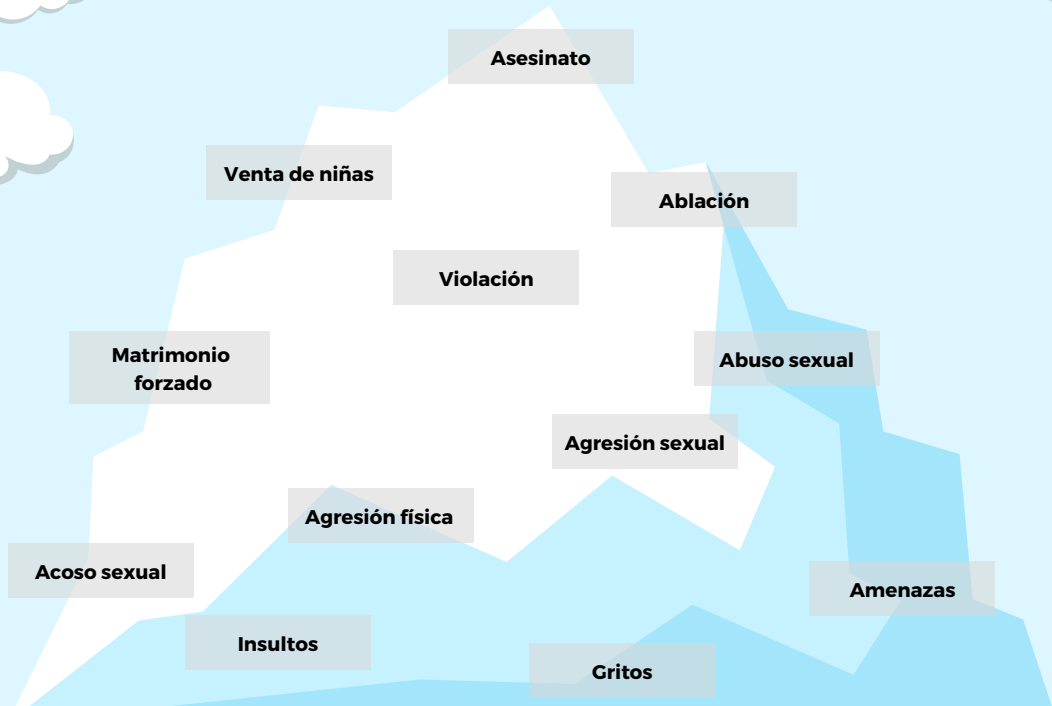 Asesinato
Venta de niñas
Ablación
Violación
Matrimonio
forzado
Abuso sexual
Agresión sexual
Agresión física
Acoso sexual
Amenazas
Insultos
Gritos